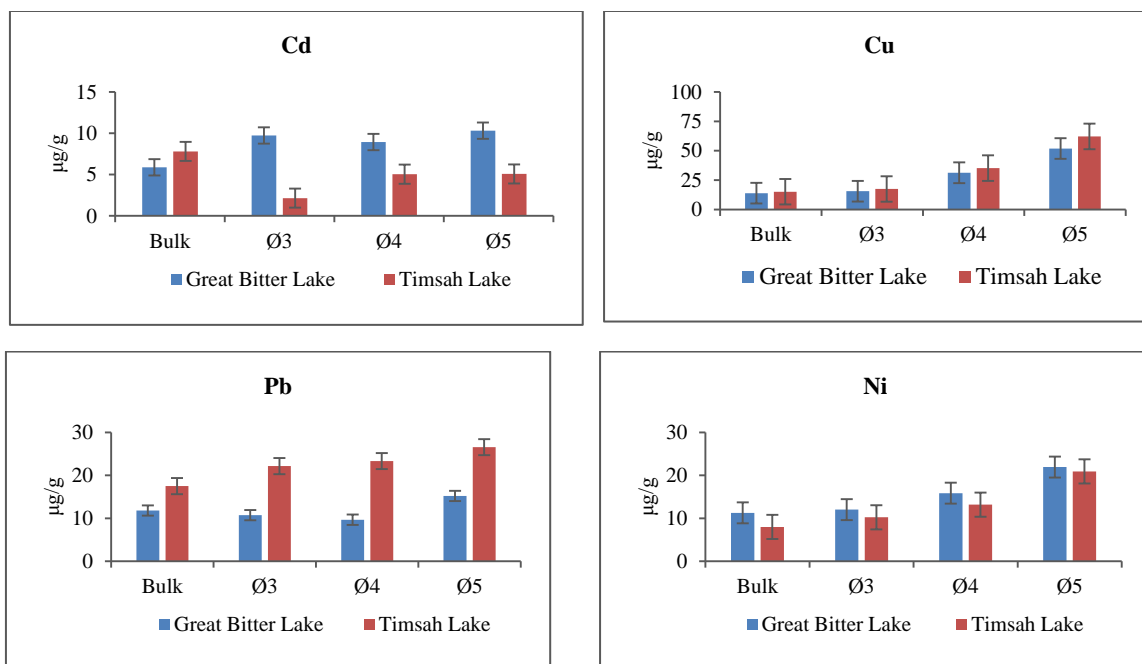 Cd
15
10
5
0
µg/g
Bulk Ø3 Ø4 Ø5
Great Bitter Lake Timsah Lake
Cu
100
75
50
25
0
µg/g
Bulk Ø3 Ø4 Ø5
Great Bitter Lake Timsah Lake
Pb
30
20
10
0
µg/g
Bulk Ø3 Ø4 Ø5
Great Bitter Lake Timsah Lake
Ni
30
20
10
0
µg/g
Bulk Ø3 Ø4 Ø5
Great Bitter Lake Timsah Lake